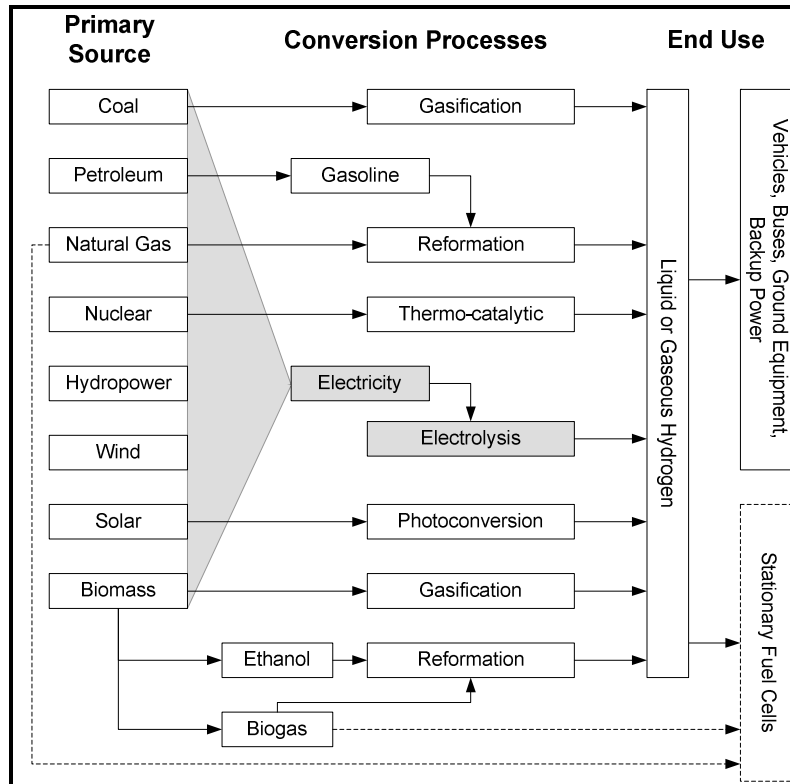 Primary
Source
Conversion Processes
End Use
Coal
Gasification
Petroleum
Gasoline
Natural Gas
Reformation
Nuclear
Thermo-catalytic
Hydropower
Electricity
Wind
Electrolysis
Solar
Photoconversion
Biomass
Gasification
Ethanol
Reformation
Biogas
Liquid or Gaseous Hydrogen
Vehicles, Buses, Ground Equipment,
Backup Power
Stationary Fuel Cells